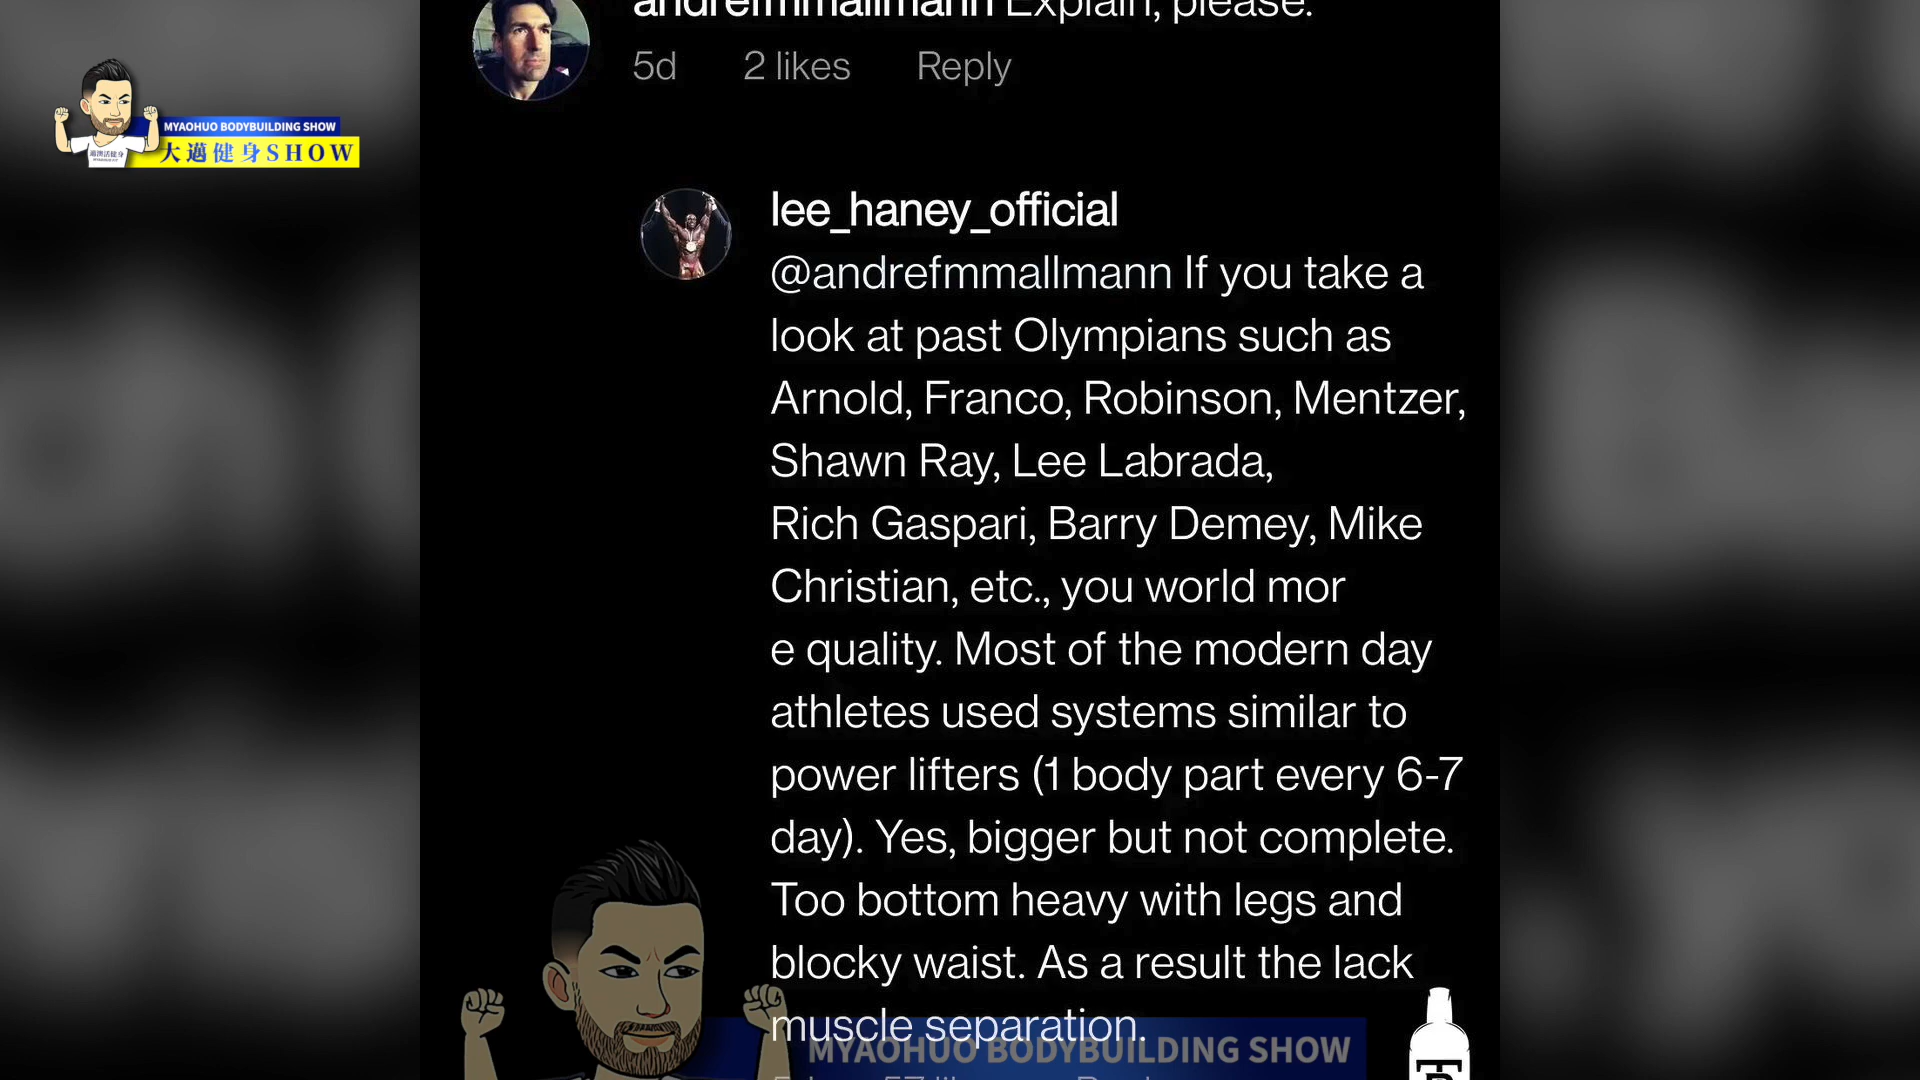 andrefmmallmann Explain, please.
5d 2 likes Reply
MYAOHUO BODYBUILDING SHOW
大邁健身SHOW
lee_haney_official
@andrefmmallmann If you take a
look at past Olympians such as
Arnold, Franco, Robinson, Mentzer,
Shawn Ray, Lee Labrada,
Rich Gaspari, Barry Demey, Mike
Christian, etc., you world mor
e quality. Most of the modern day
athletes used systems similar to
power lifters (1 body part every 6-7
day). Yes, bigger but not complete.
Too bottom heavy with legs and
blocky waist. As a result the lack
muscle separation.
MYAOHUO BODYBUILDING SHOW